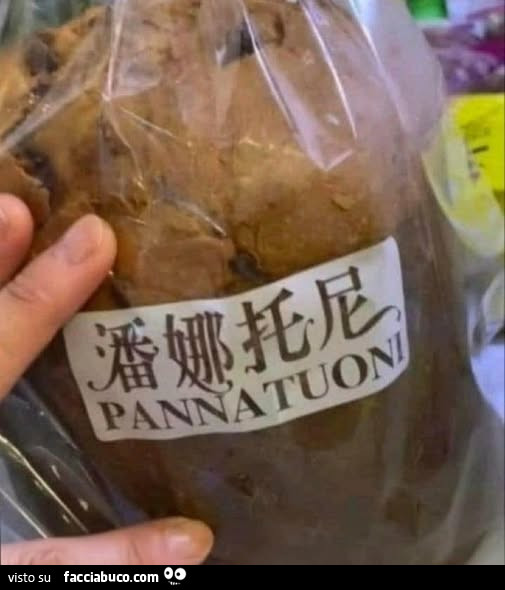 潘娜托尼
PANNATUONI
visto su facciabuco.com